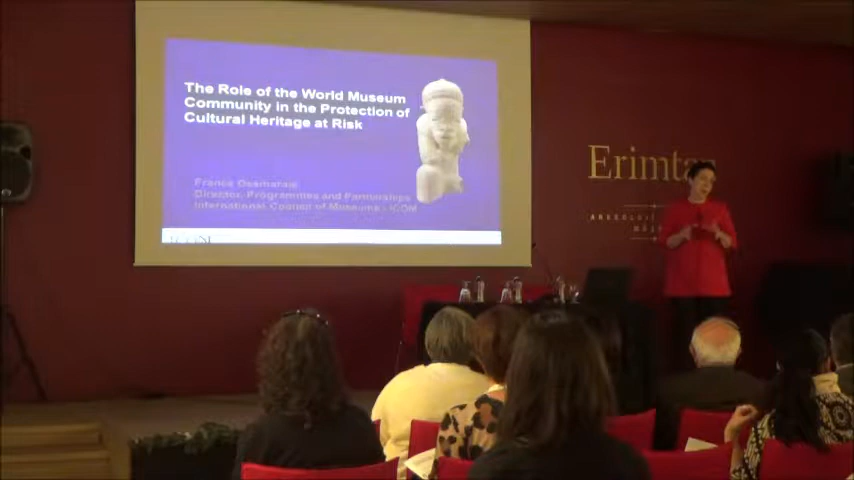 The Role of the World Museum
Community in the Protection of
Cultural Heritage at Risk
France Desmarais
Director, Programmes and Partnerships
International Council of Museums - ICOM
Erimtan